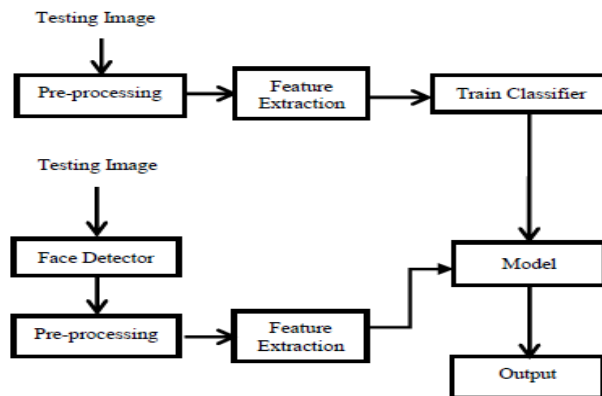 Testing Image
Pre-processing
Feature
Extraction
Train Classifier
Testing Image
Face Detector
Model
Pre-processing
Feature
Extraction
Output